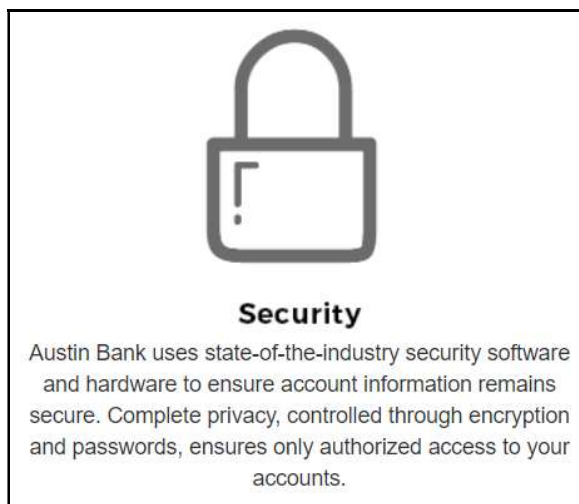 Security
Austin Bank uses state-of-the-industry security software
and hardware to ensure account information remains
secure. Complete privacy, controlled through encryption
and passwords, ensures only authorized access to your
accounts.